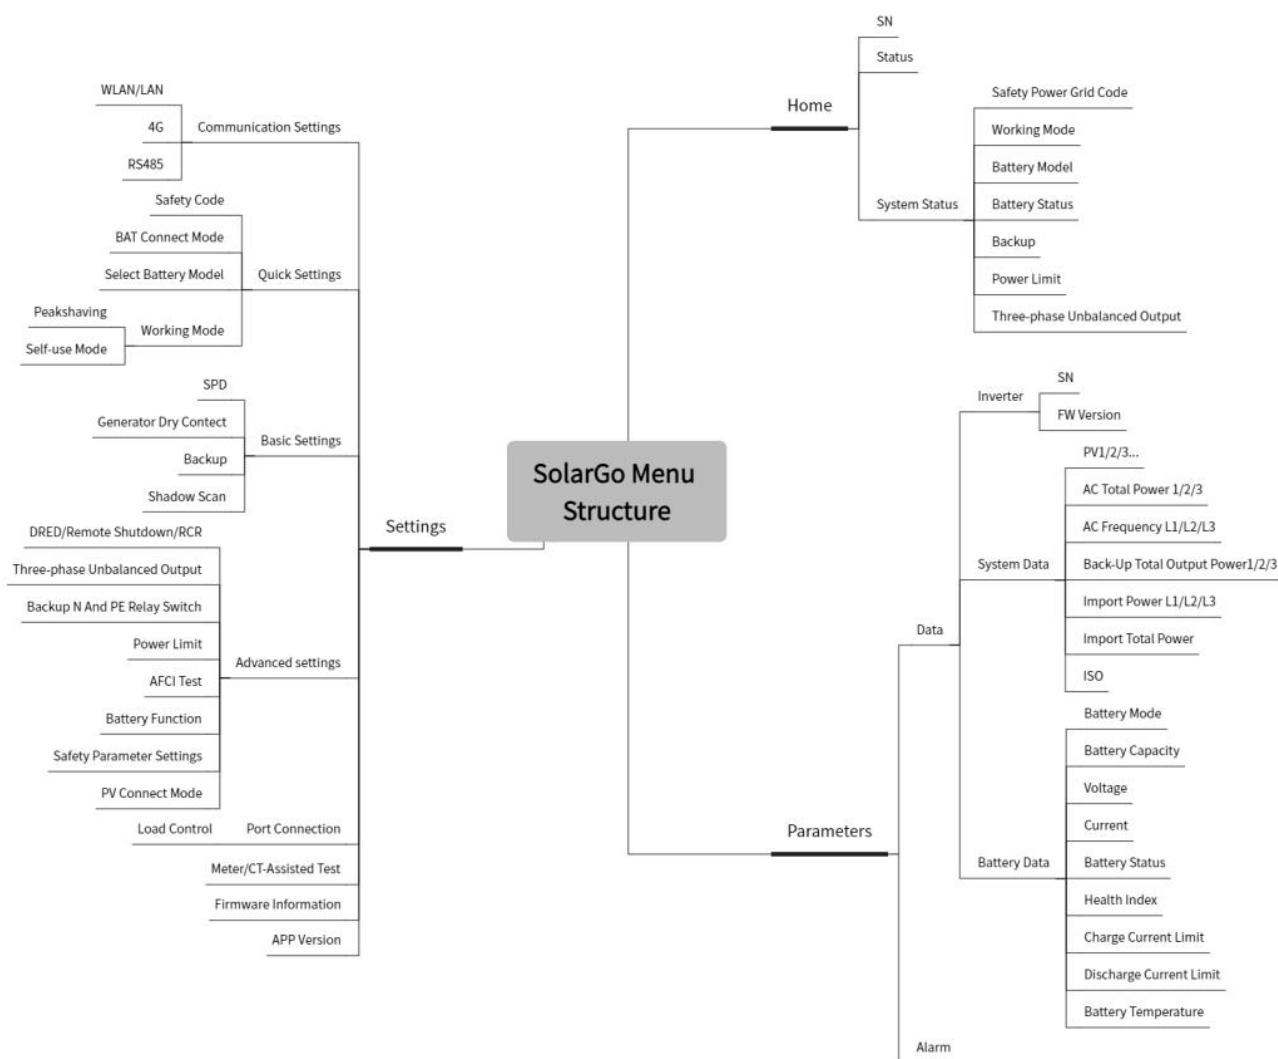 SolarGo Menu
Structure
Home
SN
Status
System Status
Safety Power Grid Code
Working Mode
Battery Model
Battery Status
Backup
Power Limit
Three-phase Unbalanced Output
Parameters
Data
Inverter
SN
FW Version
System Data
PV1/2/3...
AC Total Power 1/2/3
AC Frequency L1/L2/L3
Back-Up Total Output Power1/2/3
Import Power L1/L2/L3
Import Total Power
ISO
Battery Data
Battery Mode
Battery Capacity
Voltage
Current
Battery Status
Health Index
Charge Current Limit
Discharge Current Limit
Battery Temperature
Alarm
Settings
Communication Settings
WLAN/LAN
4G
RS485
Quick Settings
Safety Code
BAT Connect Mode
Select Battery Model
Working Mode
Peakshaving
Self-use Mode
Basic Settings
SPD
Generator Dry Contect
Backup
Shadow Scan
Advanced settings
DRED/Remote Shutdown/RCR
Three-phase Unbalanced Output
Backup N And PE Relay Switch
Power Limit
AFCI Test
Battery Function
Safety Parameter Settings
PV Connect Mode
Port Connection
Load Control
Meter/CT-Assisted Test
Firmware Information
APP Version